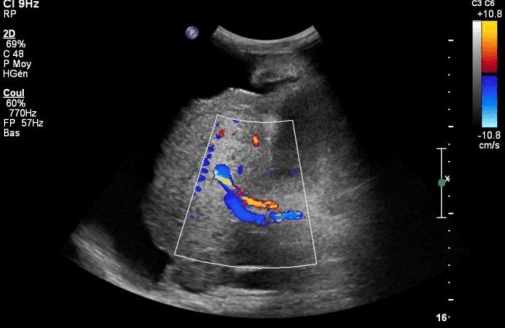 CI 9Hz
RP
2D
69%
C 48
P Moy
HGén
Coul
60%
770Hz
FP 57Hz
Bas
P
C3 C6
+10.8
-10.8
cm/s
x
16